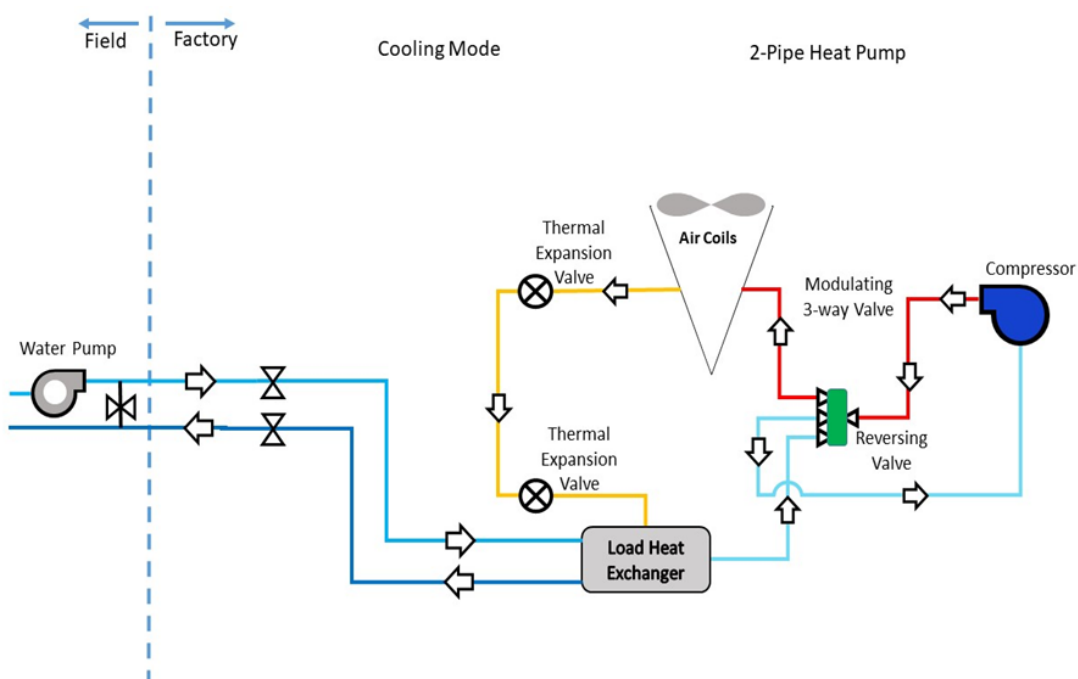 Field
Factory
Cooling Mode
2-Pipe Heat Pump
Thermal
Expansion
Valve
Air Coils
Modulating
3-way Valve
Compressor
Water Pump
Reversing
Valve
Thermal
Expansion
Valve
Load Heat
Exchanger